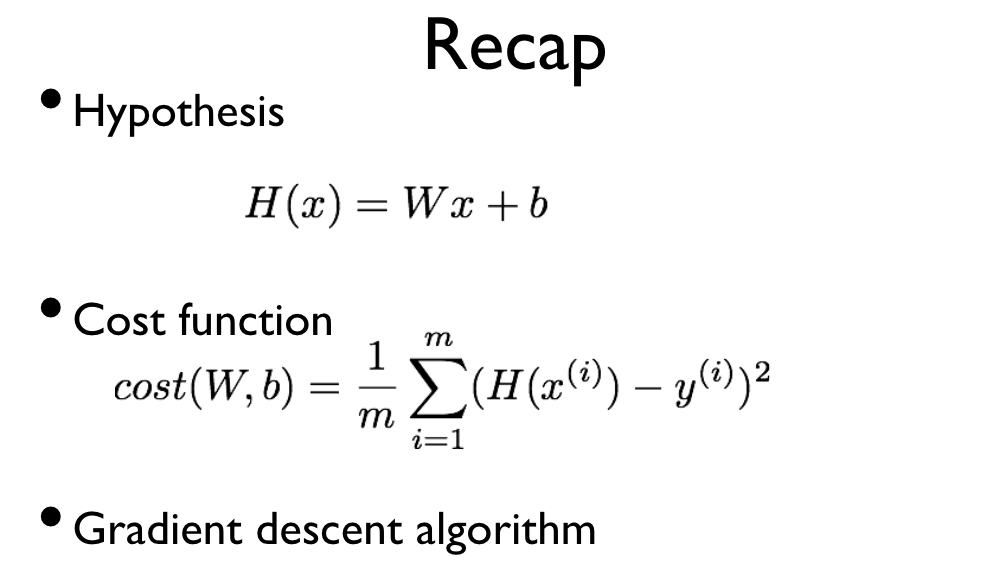 Recap
• Hypothesis
H(x) = Wx + b
• Cost function
cost(W, b) = \frac{1}{m} \sum_{i=1}^{m} (H(x^{(i)}) - y^{(i)})^2
• Gradient descent algorithm